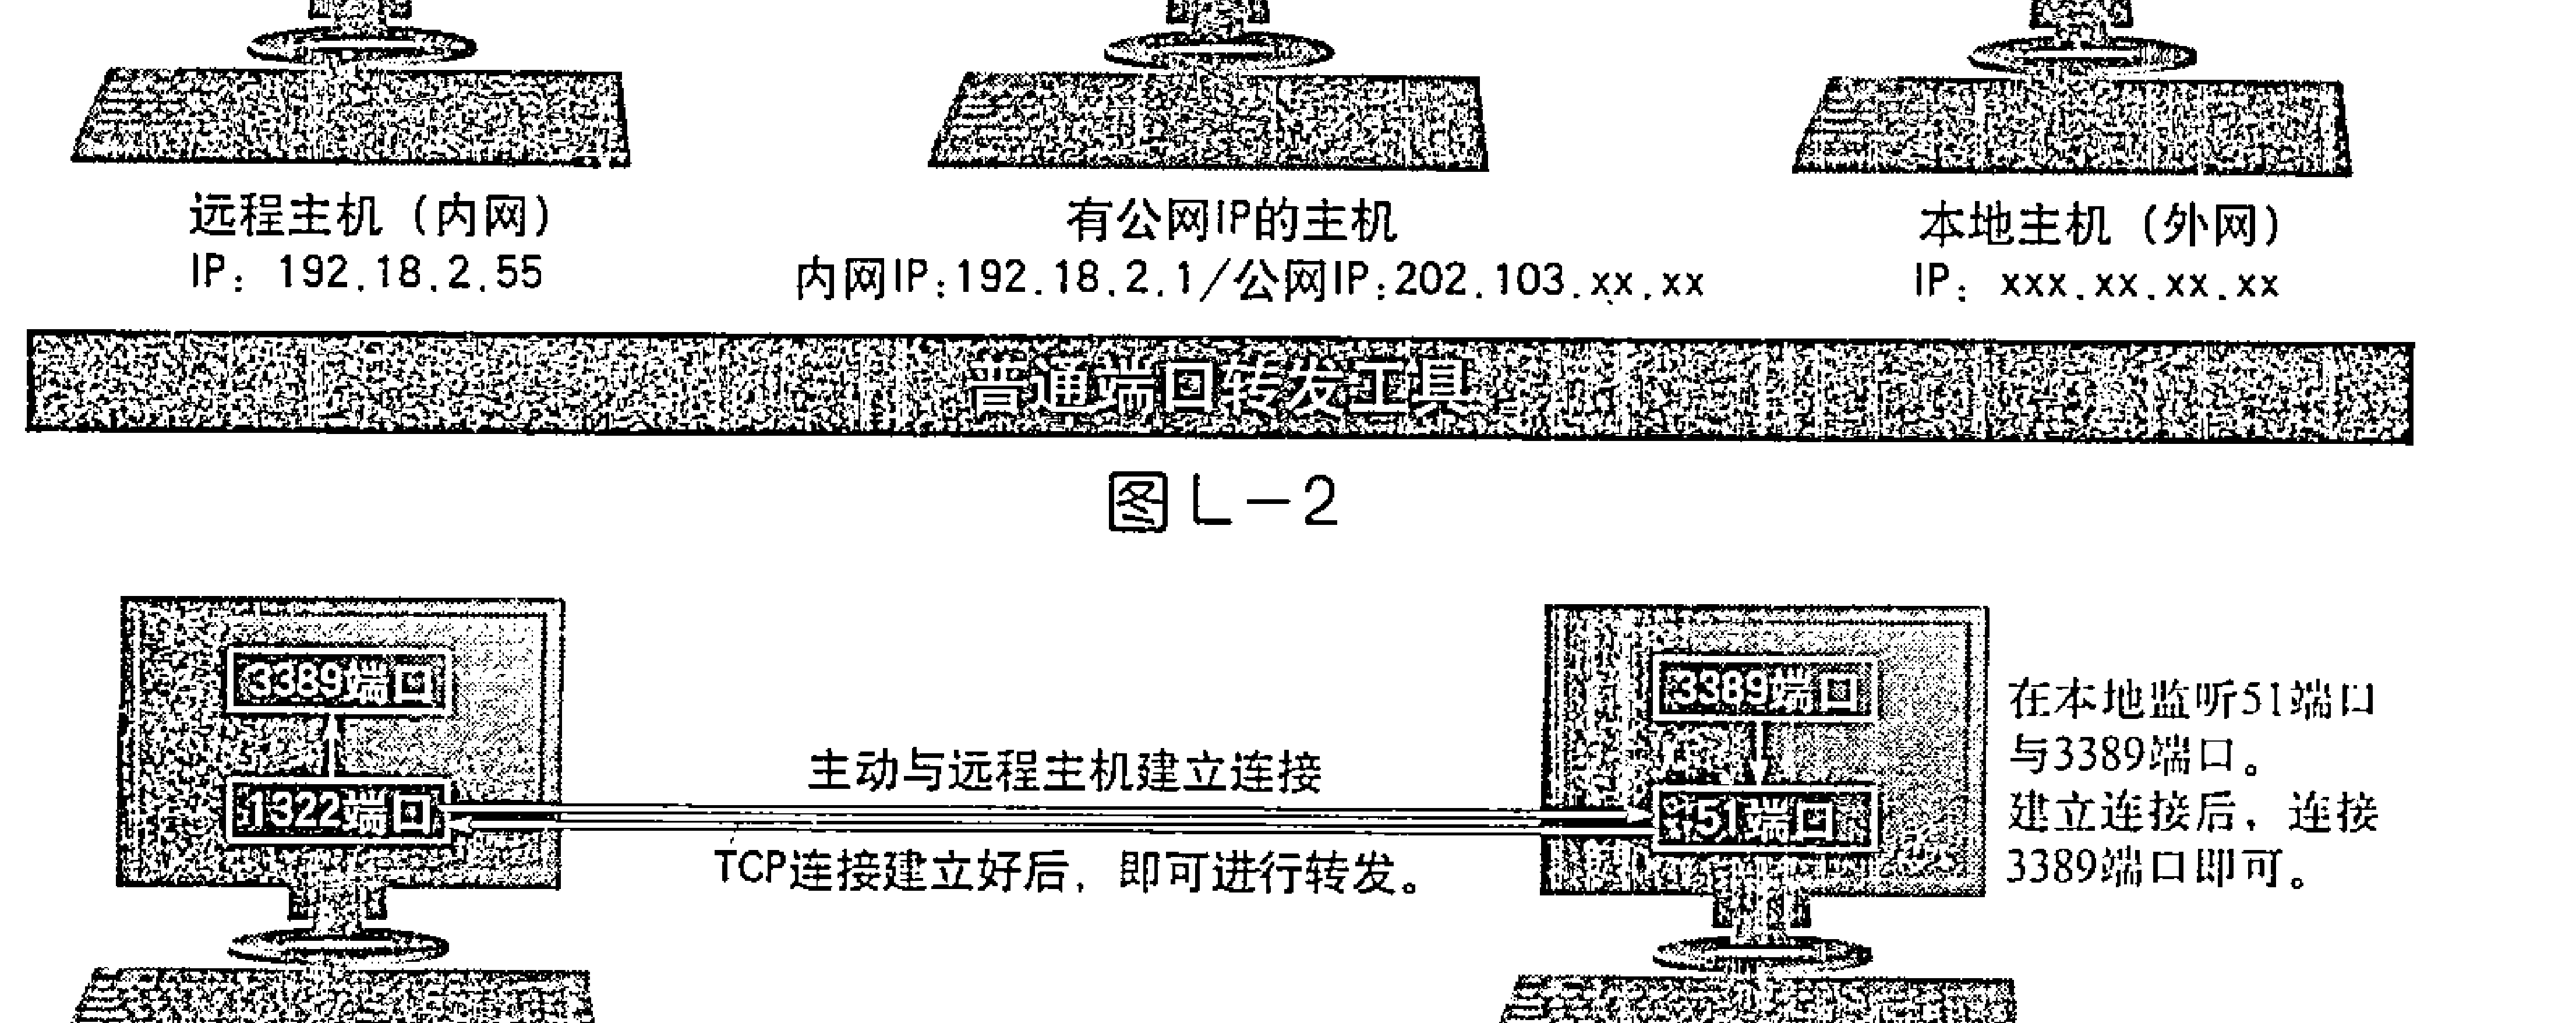 远程主机（内网）
IP：192.18.2.55
有公网IP的主机
内网IP:192.18.2.1/公网IP:202.103.xx.xx
本地主机（外网）
IP：xxx.xx.xx.xx
普通端口转发工具
图L-2
3389端口
1322端口
主动与远程主机建立连接
TCP连接建立好后，即可进行转发。
3389端口
51端口
在本地监听51端口
与3389端口。
建立连接后，连接
3389端口即可。